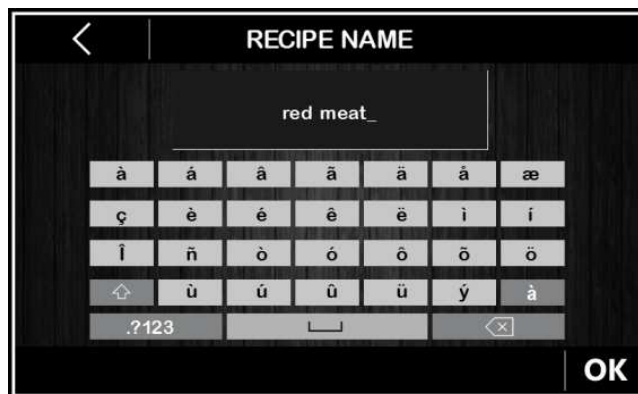 RECIPE NAME
red meat_
à á â ã ä å æ
ç è é ê ë ì í
Î ñ ò ó ô õ ö
ù ú û ü ý à
.?123
OK